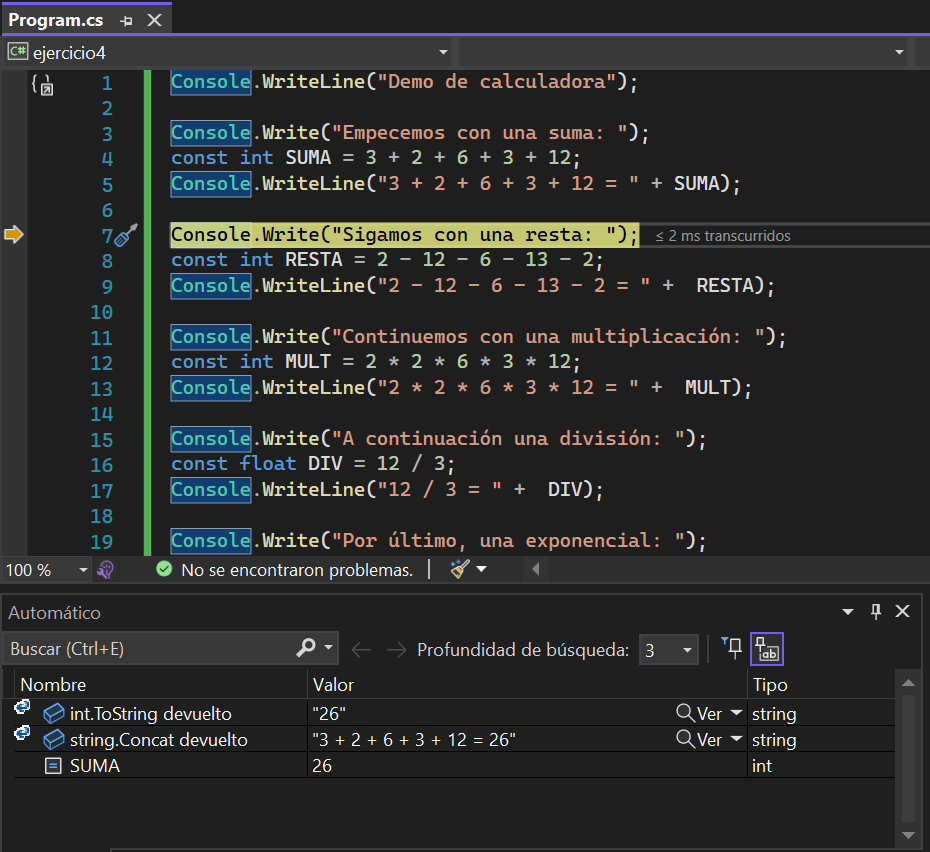 Program.cs
C# ejercicio4
1 Console.WriteLine("Demo de calculadora");
2
3 Console.Write("Empecemos con una suma: ");
4 const int SUMA = 3 + 2 + 6 + 3 + 12;
5 Console.WriteLine("3 + 2 + 6 + 3 + 12 = " + SUMA);
6
7 Console.Write("Sigamos con una resta: "); ≤ 2 ms transcurridos
8 const int RESTA = 2 - 12 - 6 - 13 - 2;
9 Console.WriteLine("2 - 12 - 6 - 13 - 2 = " +  RESTA);
10
11 Console.Write("Continuemos con una multiplicación: ");
12 const int MULT = 2 * 2 * 6 * 3 * 12;
13 Console.WriteLine("2 * 2 * 6 * 3 * 12 = " +  MULT);
14
15 Console.Write("A continuación una división: ");
16 const float DIV = 12 / 3;
17 Console.WriteLine("12 / 3 = " +  DIV);
18
19 Console.Write("Por último, una exponencial: ");
100 % No se encontraron problemas.
Automático
Buscar (Ctrl+E) Profundidad de búsqueda: 3 ab
Nombre Valor Tipo
int.ToString devuelto "26" Ver string
string.Concat devuelto "3 + 2 + 6 + 3 + 12 = 26" Ver string
SUMA 26 int